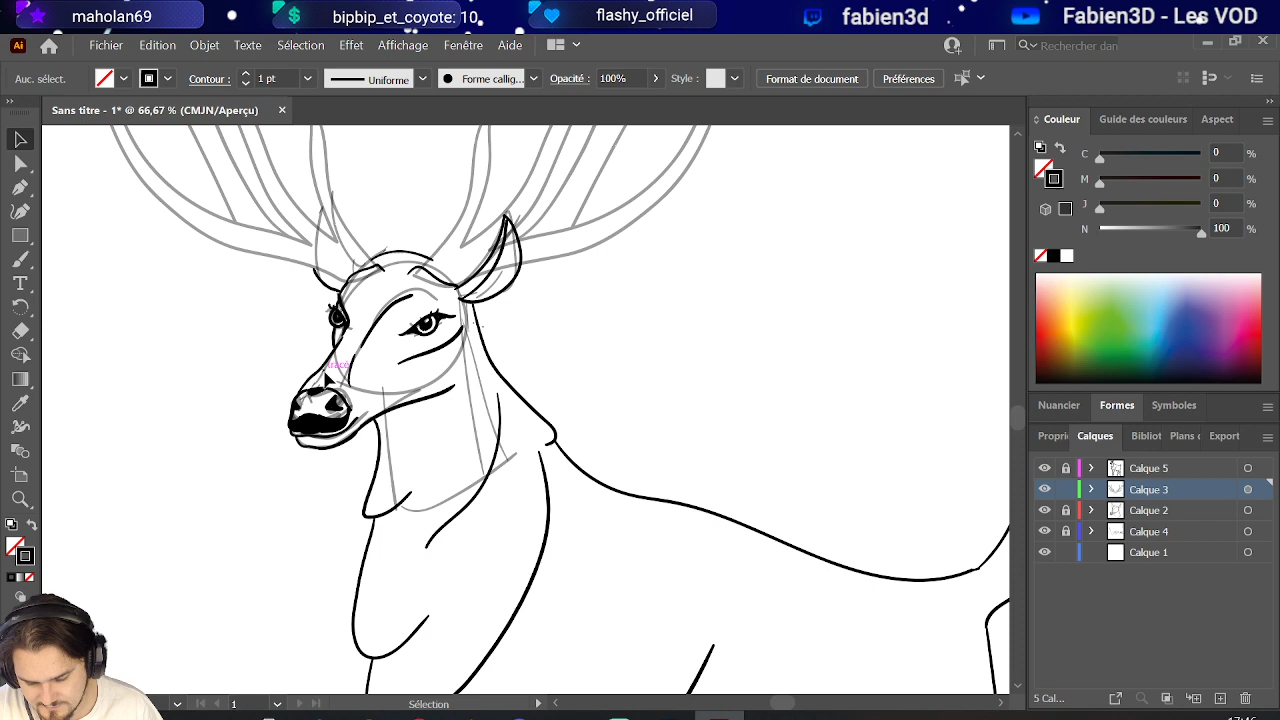 maholan69
bipbip_et_coyote: 10
flashy_officiel
fabien3d
Fabien3D - Les VOD
Ai
Fichier Edition Objet Texte Sélection Effet Affichage Fenêtre Aide
Rechercher dan
Auc. sélect.
Contour :
1 pt
Uniforme
Forme callig...
Opacité :
100%
Style :
Format de document
Préférences
Sans titre - 1* @ 66,67 % (CMJN/Aperçu)
Couleur
Guide des couleurs
Aspect
C 0 %
M 0 %
J 0 %
N 100 %
Nuancier Formes Symboles
Propri Calques Bibliot Plans d Export
Calque 5
Calque 3
Calque 2
Calque 4
Calque 1
tracé
1
Sélection
5 Cal...